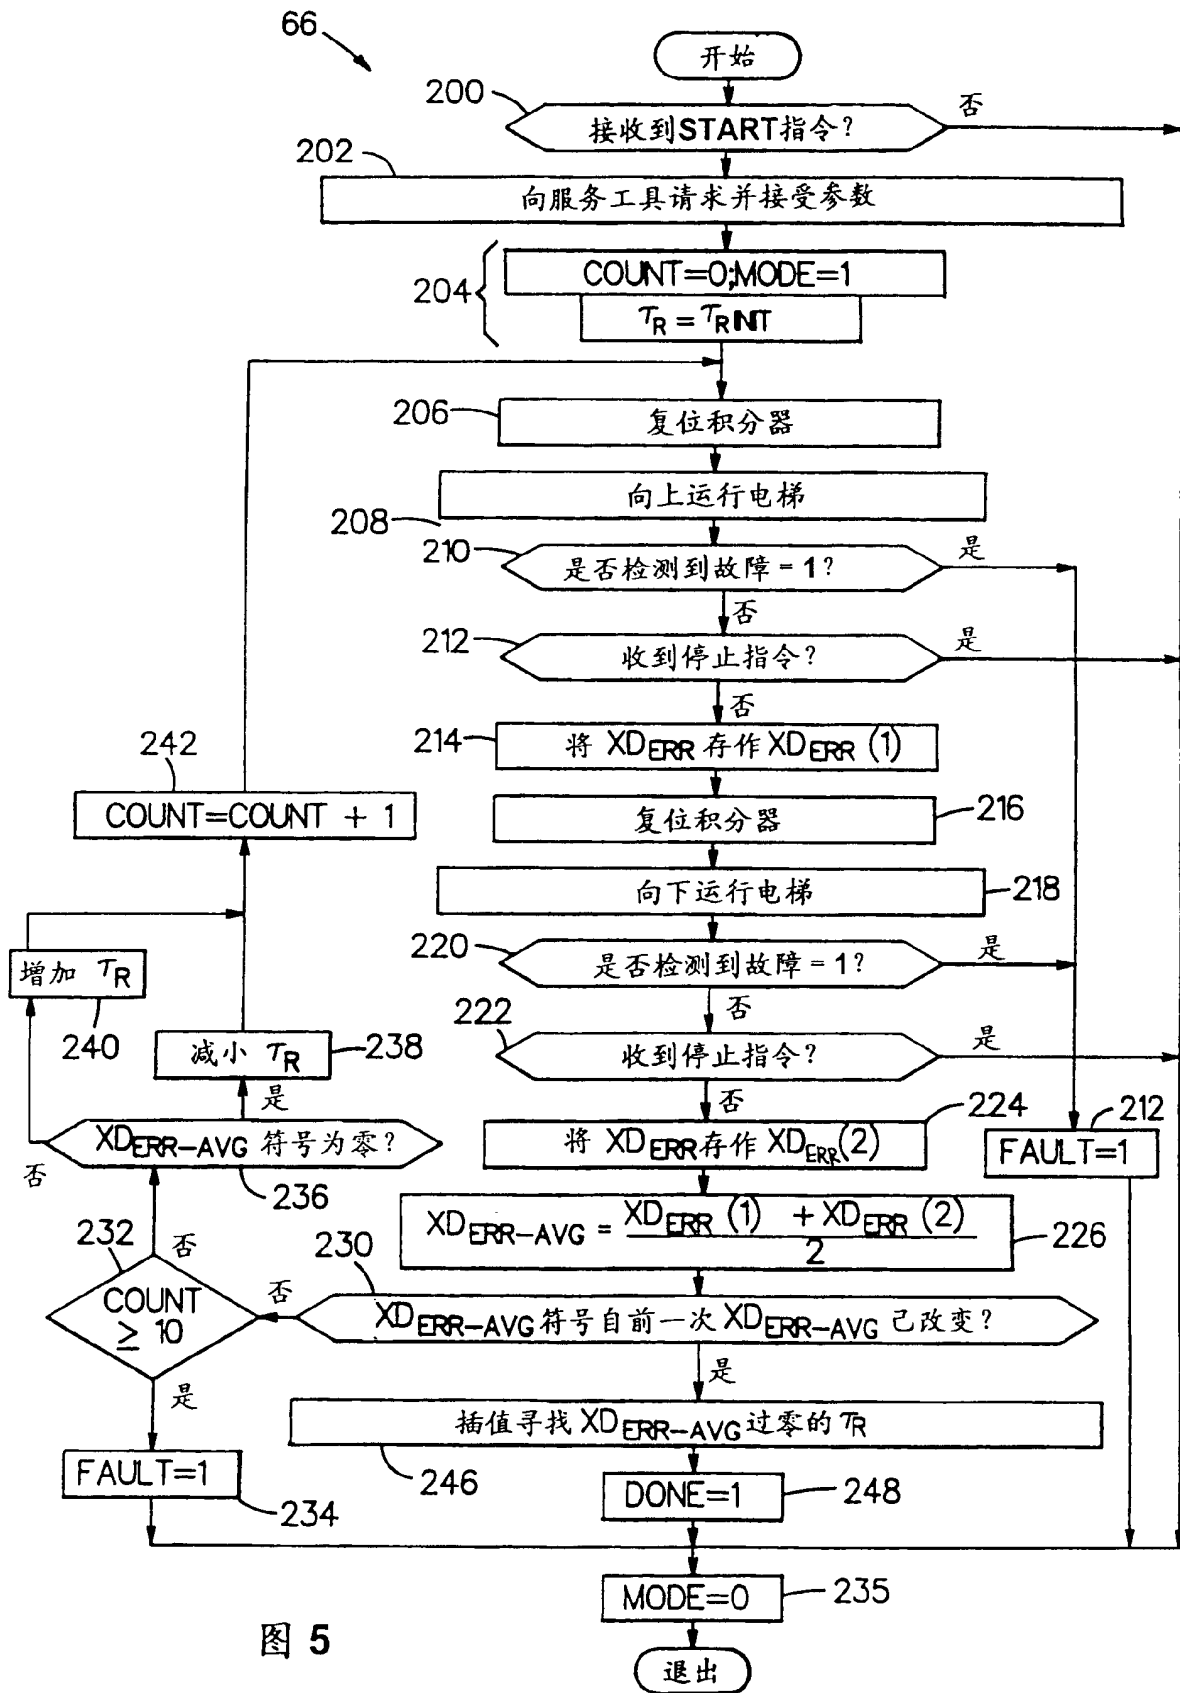 66
开始
200
接收到START指令?
否
202
向服务工具请求并接受参数
204
COUNT=0;MODE=1
τR = τRINIT
206
复位积分器
向上运行电梯
208
210
是否检测到故障 = 1?
是
否
212
收到停止指令?
是
否
214
将 XDERR 存作 XDERR (1)
242
COUNT=COUNT + 1
复位积分器
216
向下运行电梯
218
220
是否检测到故障 = 1?
是
否
增加 τR
240
222
收到停止指令?
是
否
减小 τR
238
是
224
将 XDERR 存作 XDERR(2)
212
FAULT=1
XDERR-AVG 符号为零?
否
236
XDERR-AVG = XDERR (1) + XDERR (2)
2
226
232
否
COUNT
≥ 10
230
否
XDERR-AVG 符号自前一次 XDERR-AVG 已改变?
是
是
插值寻找 XDERR-AVG 过零的 τR
246
FAULT=1
234
DONE=1
248
MODE=0
235
图 5
退出